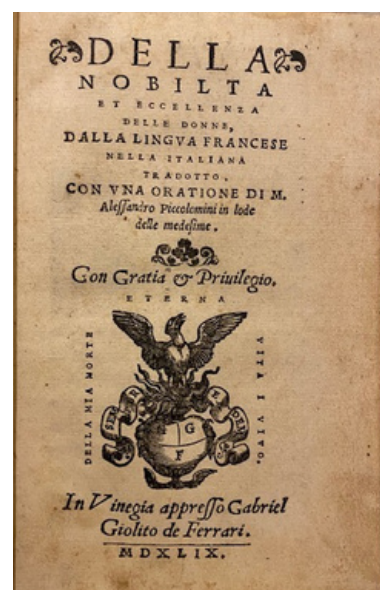 DELLA
NOBILTA
ET ECCELLENZA
DELLE DONNE,
DALLA LINGVA FRANCESE
NELLA ITALIANA
TRADOTTO.
CON VNA ORATIONE DI M.
Alessandro Piccolomini in lode
delle medesime.
Con Gratia & Priuilegio.
ETERNA
DELLA MIA MORTE
VITA I VIVO.
SEMPER
EADEM
G
F
In Vinegia appresso Gabriel
Giolito de Ferrari.
MDXLIX.